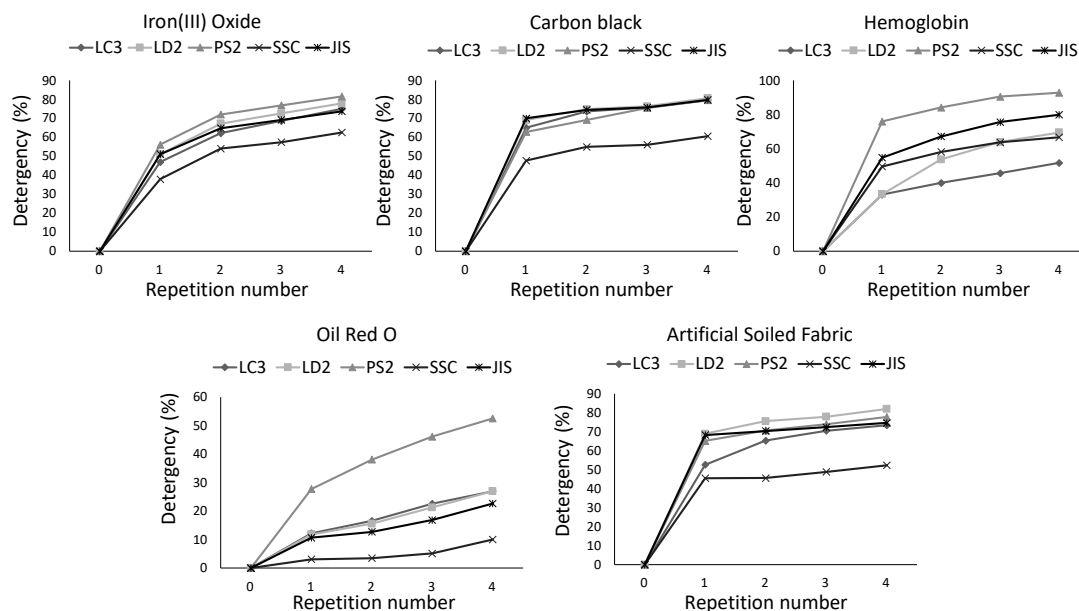 Iron(III) Oxide
LC3 LD2 PS2 SSC JIS
Detergency (%)
90
80
70
60
50
40
30
20
10
0
0 1 2 3 4
Repetition number
Carbon black
LC3 LD2 PS2 SSC JIS
Detergency (%)
90
80
70
60
50
40
30
20
10
0
0 1 2 3 4
Repetition number
Hemoglobin
LC3 LD2 PS2 SSC JIS
Detergency (%)
100
80
60
40
20
0
0 1 2 3 4
Repetition number
Oil Red O
LC3 LD2 PS2 SSC JIS
Detergency (%)
60
50
40
30
20
10
0
0 1 2 3 4
Repetition number
Artificial Soiled Fabric
LC3 LD2 PS2 SSC JIS
Detergency (%)
90
80
70
60
50
40
30
20
10
0
0 1 2 3 4
Repetition number